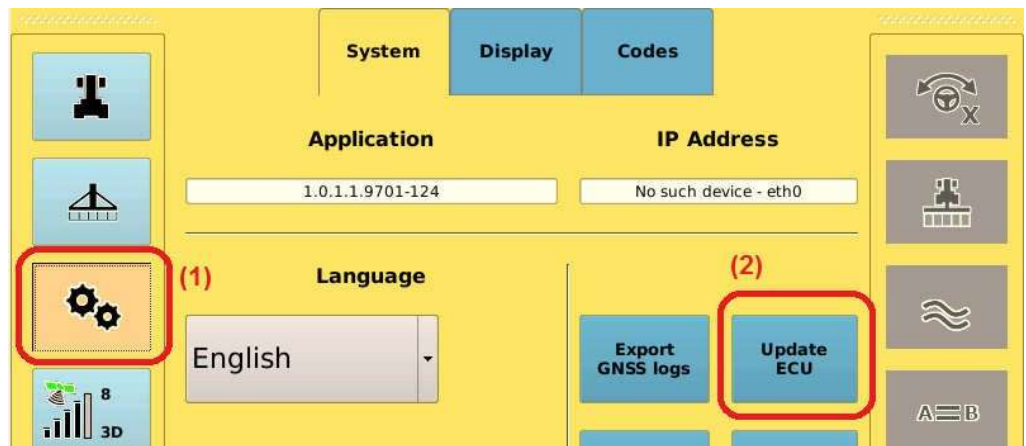 System
Display
Codes
Application
IP Address
1.0.1.1.9701-124
No such device - eth0
(1)
Language
(2)
English
Export
GNSS logs
Update
ECU
8
3D
X
A
B